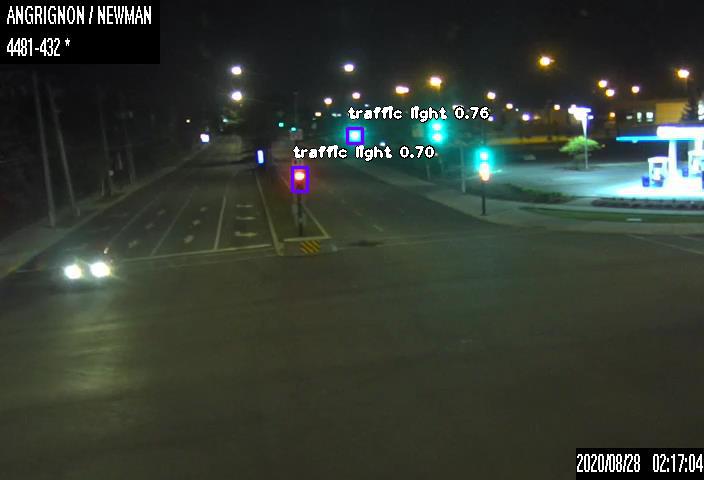 ANGRIGNON / NEWMAN
4481-432 *
traffic light 0.76
traffic light 0.70
2020/08/28 02:17:04